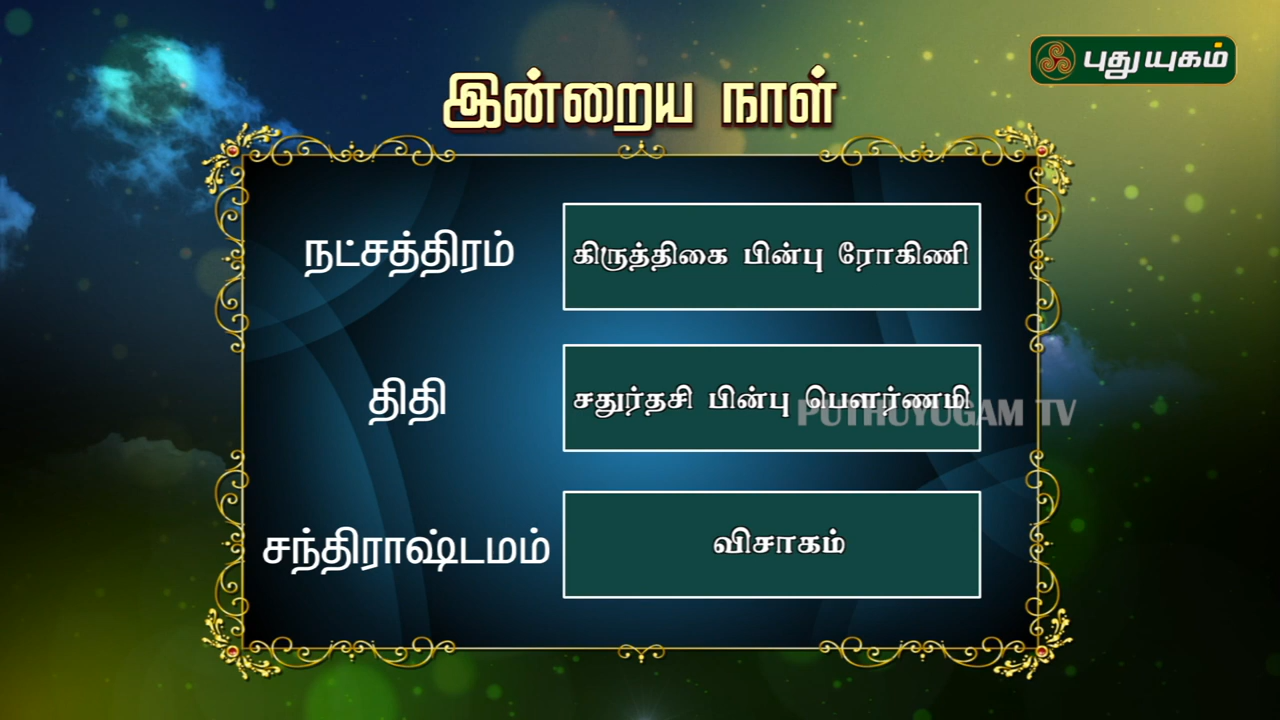 புதுயுகம்
இன்றைய நாள்
நட்சத்திரம் கிருத்திகை பின்பு ரோகிணி
திதி சதுர்தசி பின்பு பௌர்ணமி
PUTHUYUGAM TV
சந்திராஷ்டமம் விசாகம்